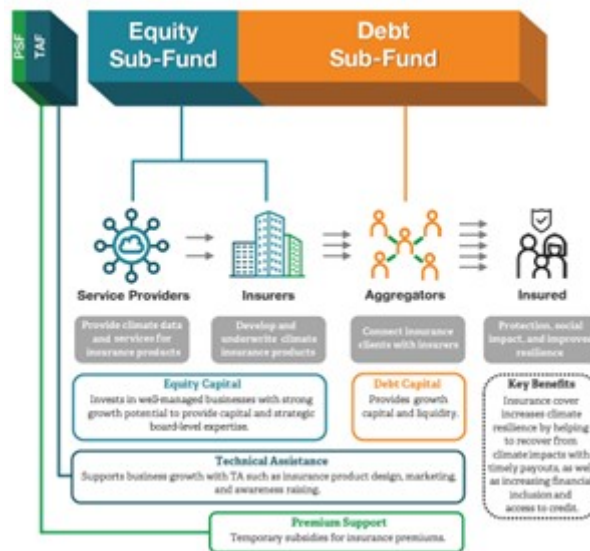 PSF
TAF
Equity
Sub-Fund
Debt
Sub-Fund
Service Providers
Insurers
Aggregators
Insured
Provide climate data
and services for
insurance products
Develop and
underwrite climate
insurance products
Connect insurance
clients with insurers
Protection, social
impact, and improved
resilience
Equity Capital
Invests in well-managed businesses with strong
growth potential to provide capital and strategic
board-level expertise.
Debt Capital
Provides growth
capital and liquidity.
Key Benefits
Insurance cover
increases climate
resilience by helping
to recover from
climate impacts with
timely payouts, as well
as increasing financial
inclusion and
access to credit.
Technical Assistance
Supports business growth with TA such as insurance product design, marketing,
and awareness raising.
Premium Support
Temporary subsidies for insurance premiums.